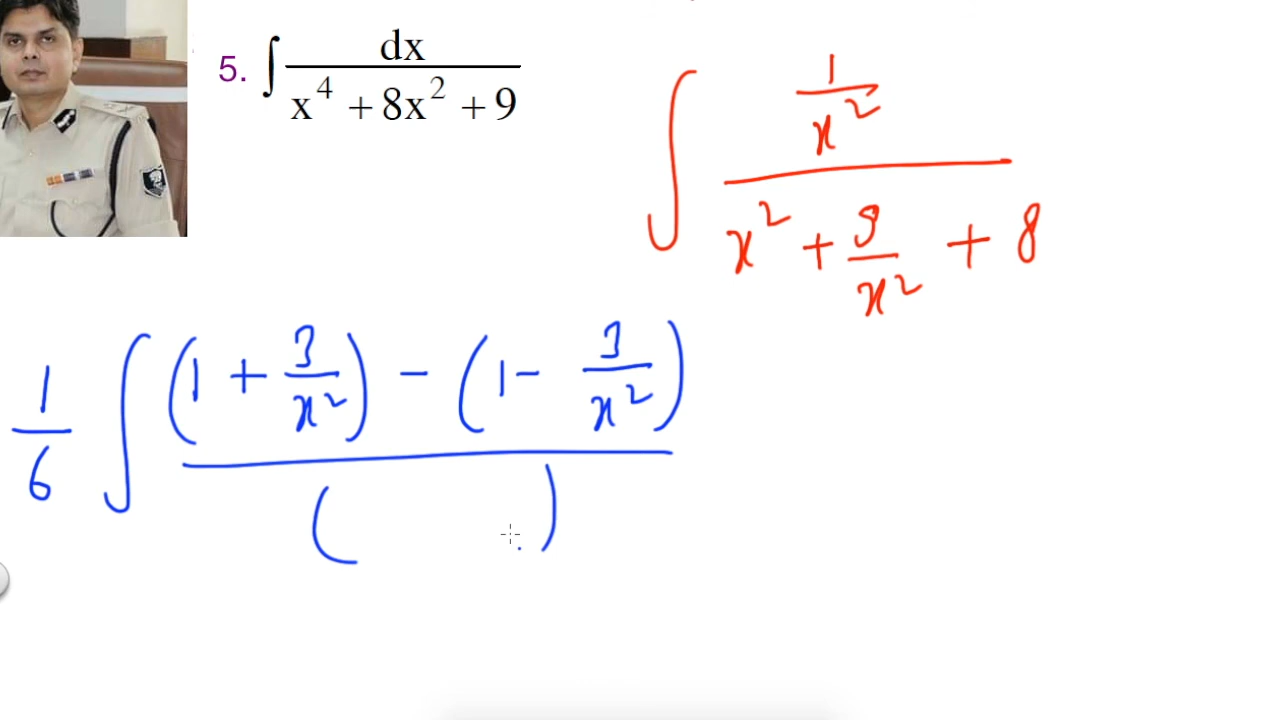 5. ∫ dx / (x⁴ + 8x² + 9)
∫ (1/x²) / (x² + 9/x² + 8)
1/6 ∫ ((1 + 3/x²) - (1 - 3/x²)) / ( )